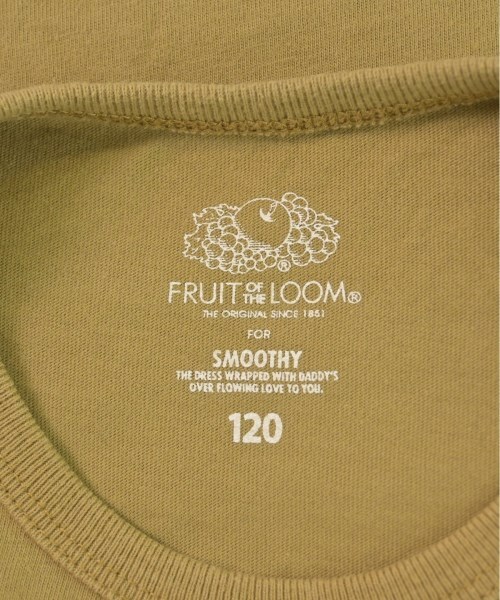 ®
FRUIT OF THE LOOM®
THE ORIGINAL SINCE 1851
FOR
SMOOTHY
THE DRESS WRAPPED WITH DADDY'S
OVER FLOWING LOVE TO YOU.
120